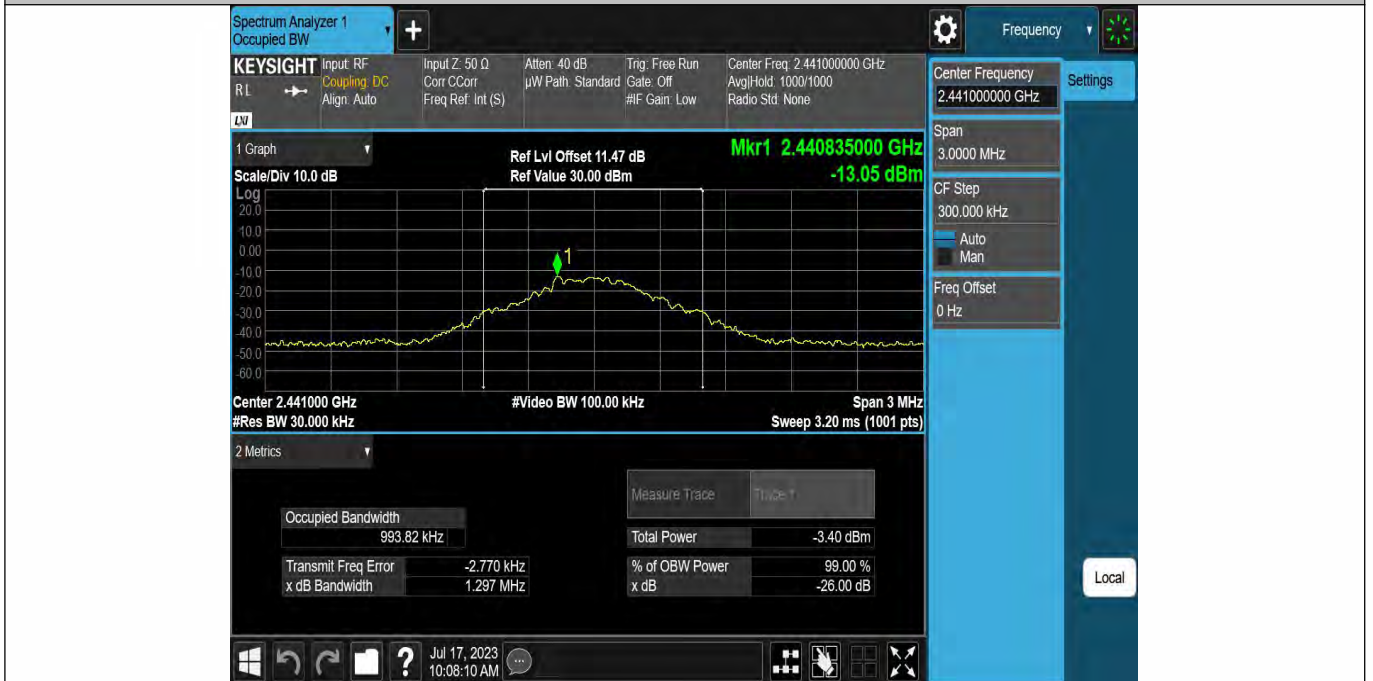 Spectrum Analyzer 1
Occupied BW
+
Frequency
KEYSIGHT
RL
LXI
Input: RF
Coupling: DC
Align: Auto
Input Z: 50 Ω
Corr CCorr
Freq Ref: Int (S)
Atten: 40 dB
µW Path: Standard
Trig: Free Run
Gate: Off
#IF Gain: Low
Center Freq: 2.441000000 GHz
Avg|Hold: 1000/1000
Radio Std: None
Center Frequency
2.441000000 GHz
Settings
Span
3.0000 MHz
CF Step
300.000 kHz
Auto
Man
Freq Offset
0 Hz
Local
1 Graph
Scale/Div 10.0 dB
Ref Lvl Offset 11.47 dB
Ref Value 30.00 dBm
Mkr1 2.440835000 GHz
-13.05 dBm
Log
20.0
10.0
0.00
-10.0
-20.0
-30.0
-40.0
-50.0
-60.0
1
Center 2.441000 GHz
#Res BW 30.000 kHz
#Video BW 100.00 kHz
Span 3 MHz
Sweep 3.20 ms (1001 pts)
2 Metrics
Measure Trace
Trace 1
Occupied Bandwidth
993.82 kHz
Total Power -3.40 dBm
Transmit Freq Error -2.770 kHz
% of OBW Power 99.00 %
x dB Bandwidth 1.297 MHz
x dB -26.00 dB
?
Jul 17, 2023
10:08:10 AM